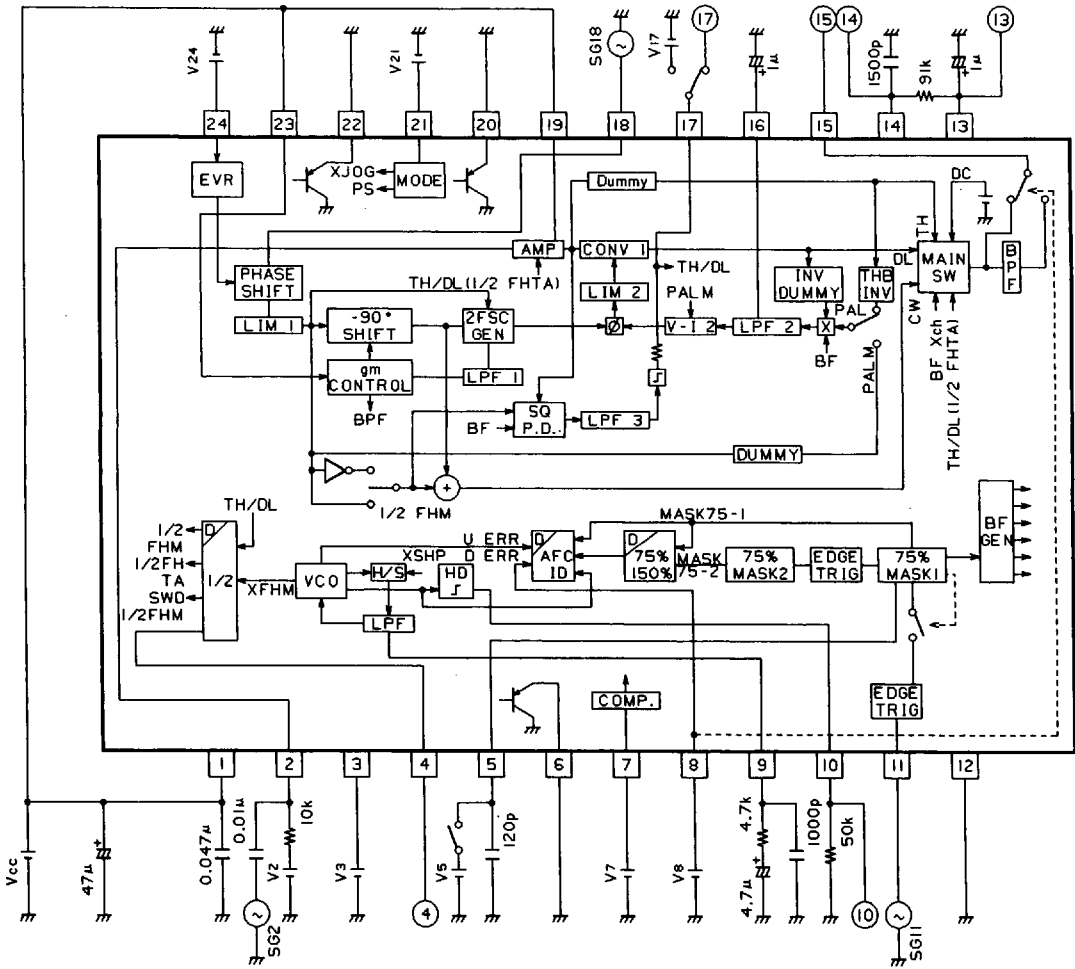 17
15
14
13
V24
V21
SG18
V17
+1μ
1500p
91k
+1μ
24
23
22
21
20
19
18
17
16
15
14
13
EVR
XJOG
PS
MODE
Dummy
DC
TH
PHASE SHIFT
AMP
CONV 1
TH/DL
DL
MAIN SW
BPF
TH/DL(1/2 FHTA)
LIM 2
PALM
INV DUMMY
THB INV
LIM 1
-90° SHIFT
2FSC GEN
Ø
V-I 2
LPF 2
X
PAL
CW
BF
BF Xch
TH/DL(1/2 FHTA)
gm CONTROL
LPF 1
BPF
BF
SQ P.D.
LPF 3
PALM
DUMMY
+
1/2 FHM
TH/DL
MASK75-1
BF GEN
1/2 FHM
1/2FH TA
SWD
1/2FHM
D
1/2
XFHM
VCO
U ERR
D ERR
XSHP
H/S
HD
D
AFC ID
D
75% 150%
MASK 75-2
75% MASK2
EDGE TRIG
75% MASK1
LPF
COMP.
EDGE TRIG
1
2
3
4
5
6
7
8
9
10
11
12
Vcc
47μ
+
0.047μ
0.01μ
10k
V2
SG2
V3
4
V5
120p
V7
V8
4.7k
4.7μ
+
1000p
50k
10
SG11